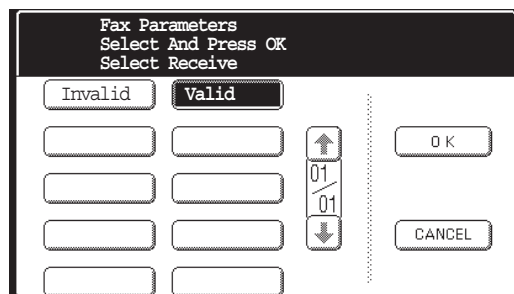 Fax Parameters
Select And Press OK
Select Receive
Invalid Valid
OK
01
01
CANCEL